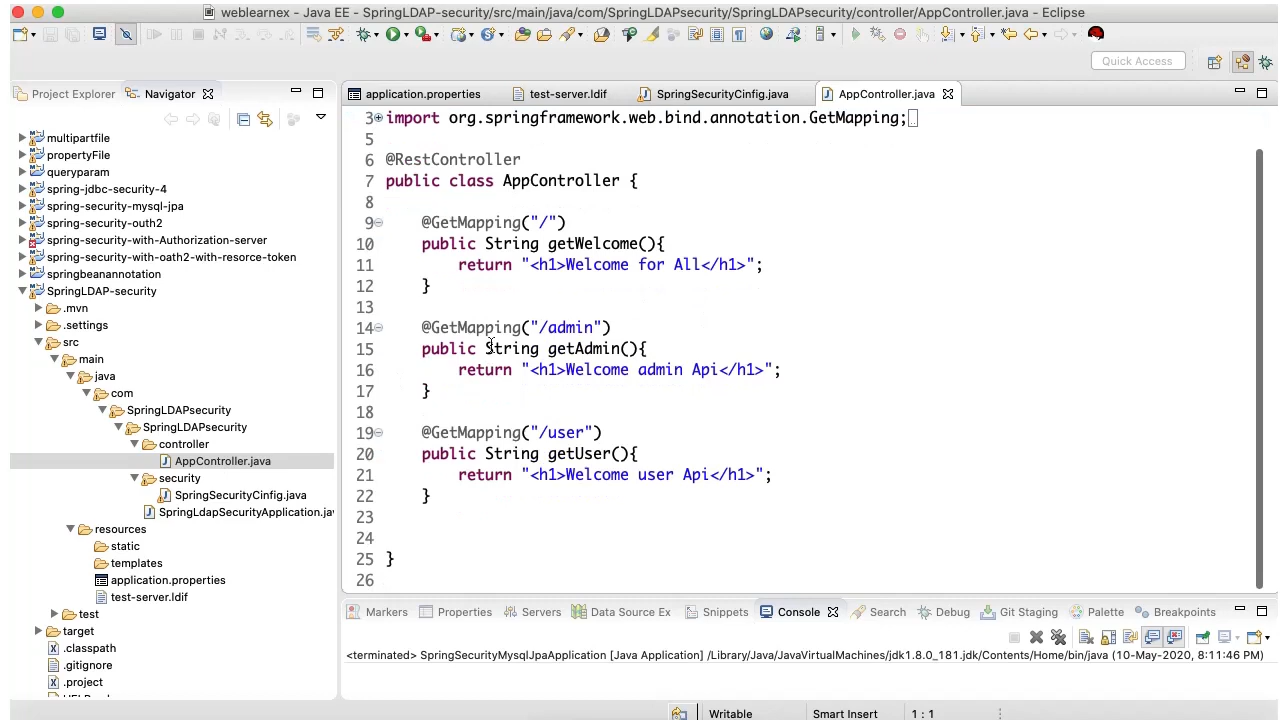 weblearnex - Java EE - SpringLDAP-security/src/main/java/com/SpringLDAPsecurity/SpringLDAPsecurity/controller/AppController.java - Eclipse
Quick Access
Project Explorer
Navigator
application.properties
test-server.ldif
SpringSecurityCinfig.java
AppController.java
multipartfile
propertyFile
queryparam
spring-jdbc-security-4
spring-security-mysql-jpa
spring-security-outh2
spring-security-with-Authorization-server
spring-security-with-oath2-with-resorce-token
springbeanannotation
SpringLDAP-security
.mvn
.settings
src
main
java
com
SpringLDAPsecurity
SpringLDAPsecurity
controller
AppController.java
security
SpringSecurityCinfig.java
SpringLdapSecurityApplication.jav
resources
static
templates
application.properties
test-server.ldif
test
target
.classpath
.gitignore
.project
3 import org.springframework.web.bind.annotation.GetMapping;
5
6 @RestController
7 public class AppController {
8
9 @GetMapping("/")
10 public String getWelcome(){
11 return "<h1>Welcome for All</h1>";
12 }
13
14 @GetMapping("/admin")
15 public String getAdmin(){
16 return "<h1>Welcome admin Api</h1>";
17 }
18
19 @GetMapping("/user")
20 public String getUser(){
21 return "<h1>Welcome user Api</h1>";
22 }
23
24
25 }
26
Markers
Properties
Servers
Data Source Ex
Snippets
Console
Search
Debug
Git Staging
Palette
Breakpoints
<terminated> SpringSecurityMysqlJpaApplication [Java Application] /Library/Java/JavaVirtualMachines/jdk1.8.0_181.jdk/Contents/Home/bin/java (10-May-2020, 8:11:46 PM)
Writable
Smart Insert
1 : 1